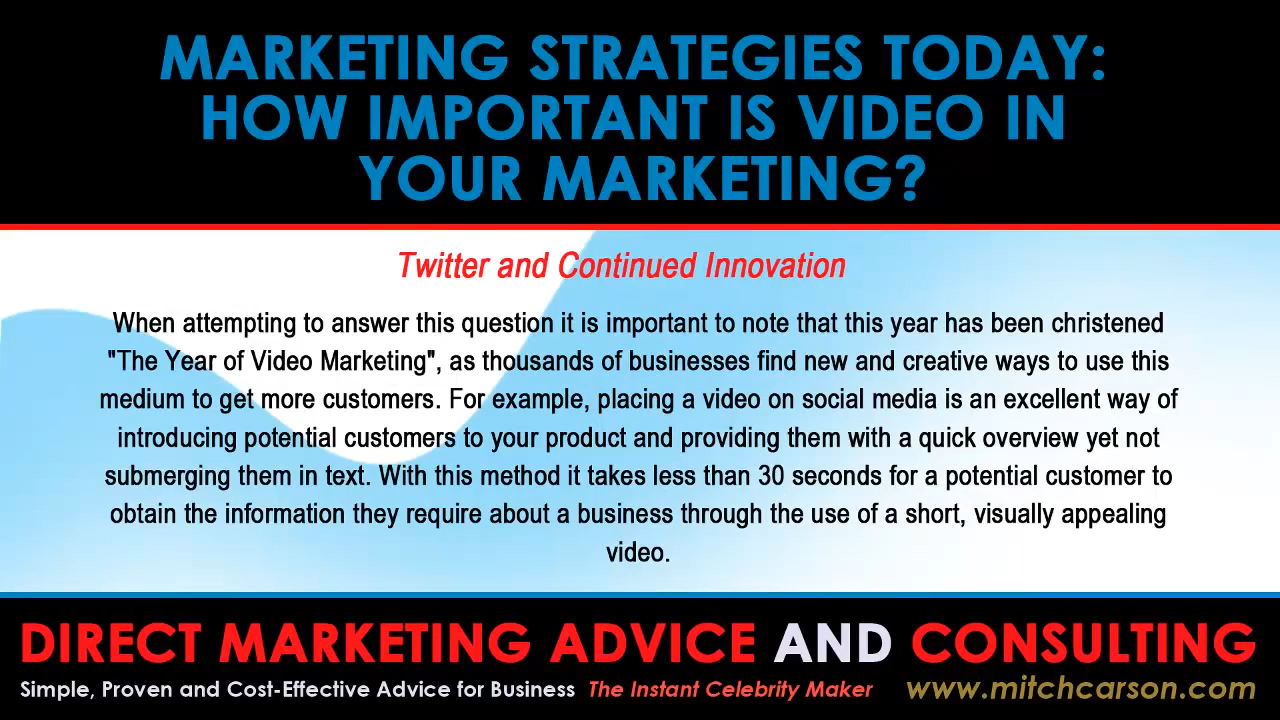 MARKETING STRATEGIES TODAY:
HOW IMPORTANT IS VIDEO IN
YOUR MARKETING?
Twitter and Continued Innovation
When attempting to answer this question it is important to note that this year has been christened
"The Year of Video Marketing", as thousands of businesses find new and creative ways to use this
medium to get more customers. For example, placing a video on social media is an excellent way of
introducing potential customers to your product and providing them with a quick overview yet not
submerging them in text. With this method it takes less than 30 seconds for a potential customer to
obtain the information they require about a business through the use of a short, visually appealing
video.
DIRECT MARKETING ADVICE AND CONSULTING
Simple, Proven and Cost-Effective Advice for Business The Instant Celebrity Maker www.mitchcarson.com